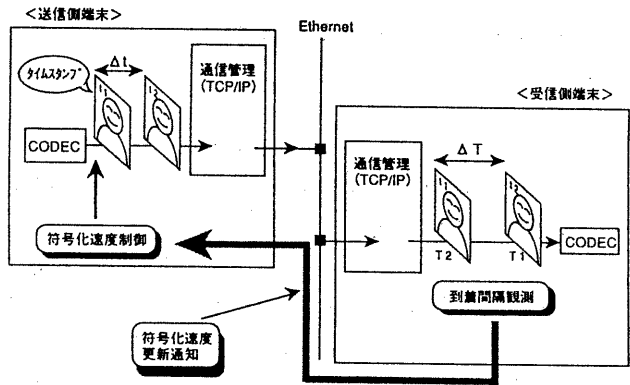 <送信側端末>
Ethernet
Δt
通信管理
(TCP/IP)
ﾀｲﾑｽﾀﾝﾌﾟ
t1
t2
CODEC
符号化速度制御
<受信側端末>
通信管理
(TCP/IP)
ΔT
t1
t2
T2
T1
CODEC
到着間隔観測
符号化速度
更新通知